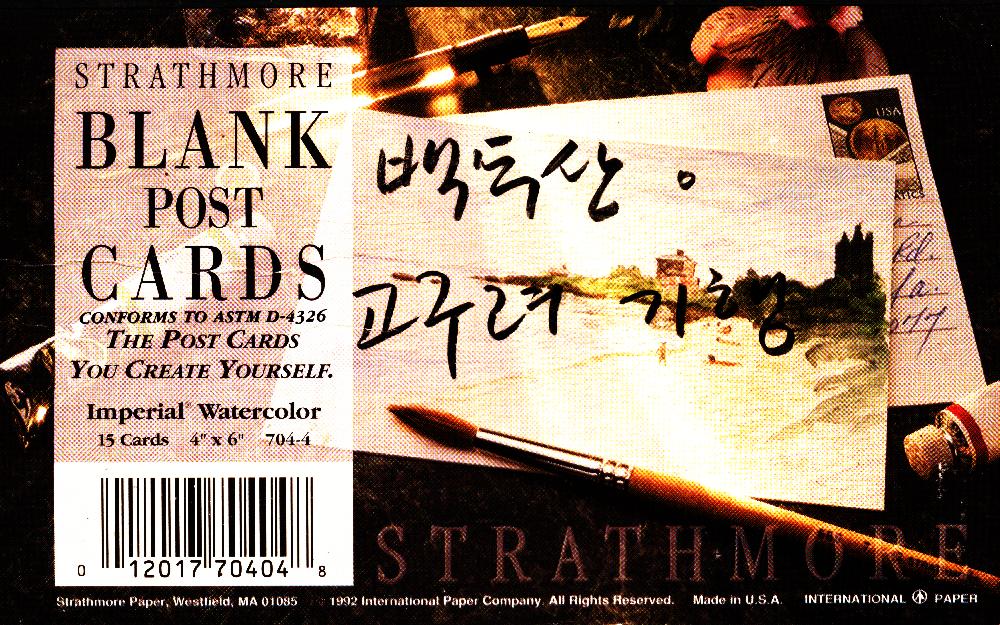 STRATHMORE
BLANK
POST
CARDS
CONFORMS TO ASTM D-4326
THE POST CARDS
YOU CREATE YOURSELF.
Imperial® Watercolor
15 Cards 4" x 6" 704-4
0 12017 70404 8
백두산 。
고구려 기행
USA
STRATHMORE
Strathmore Paper, Westfield, MA 01085 1992 International Paper Company. All Rights Reserved. Made in U.S.A. INTERNATIONAL PAPER